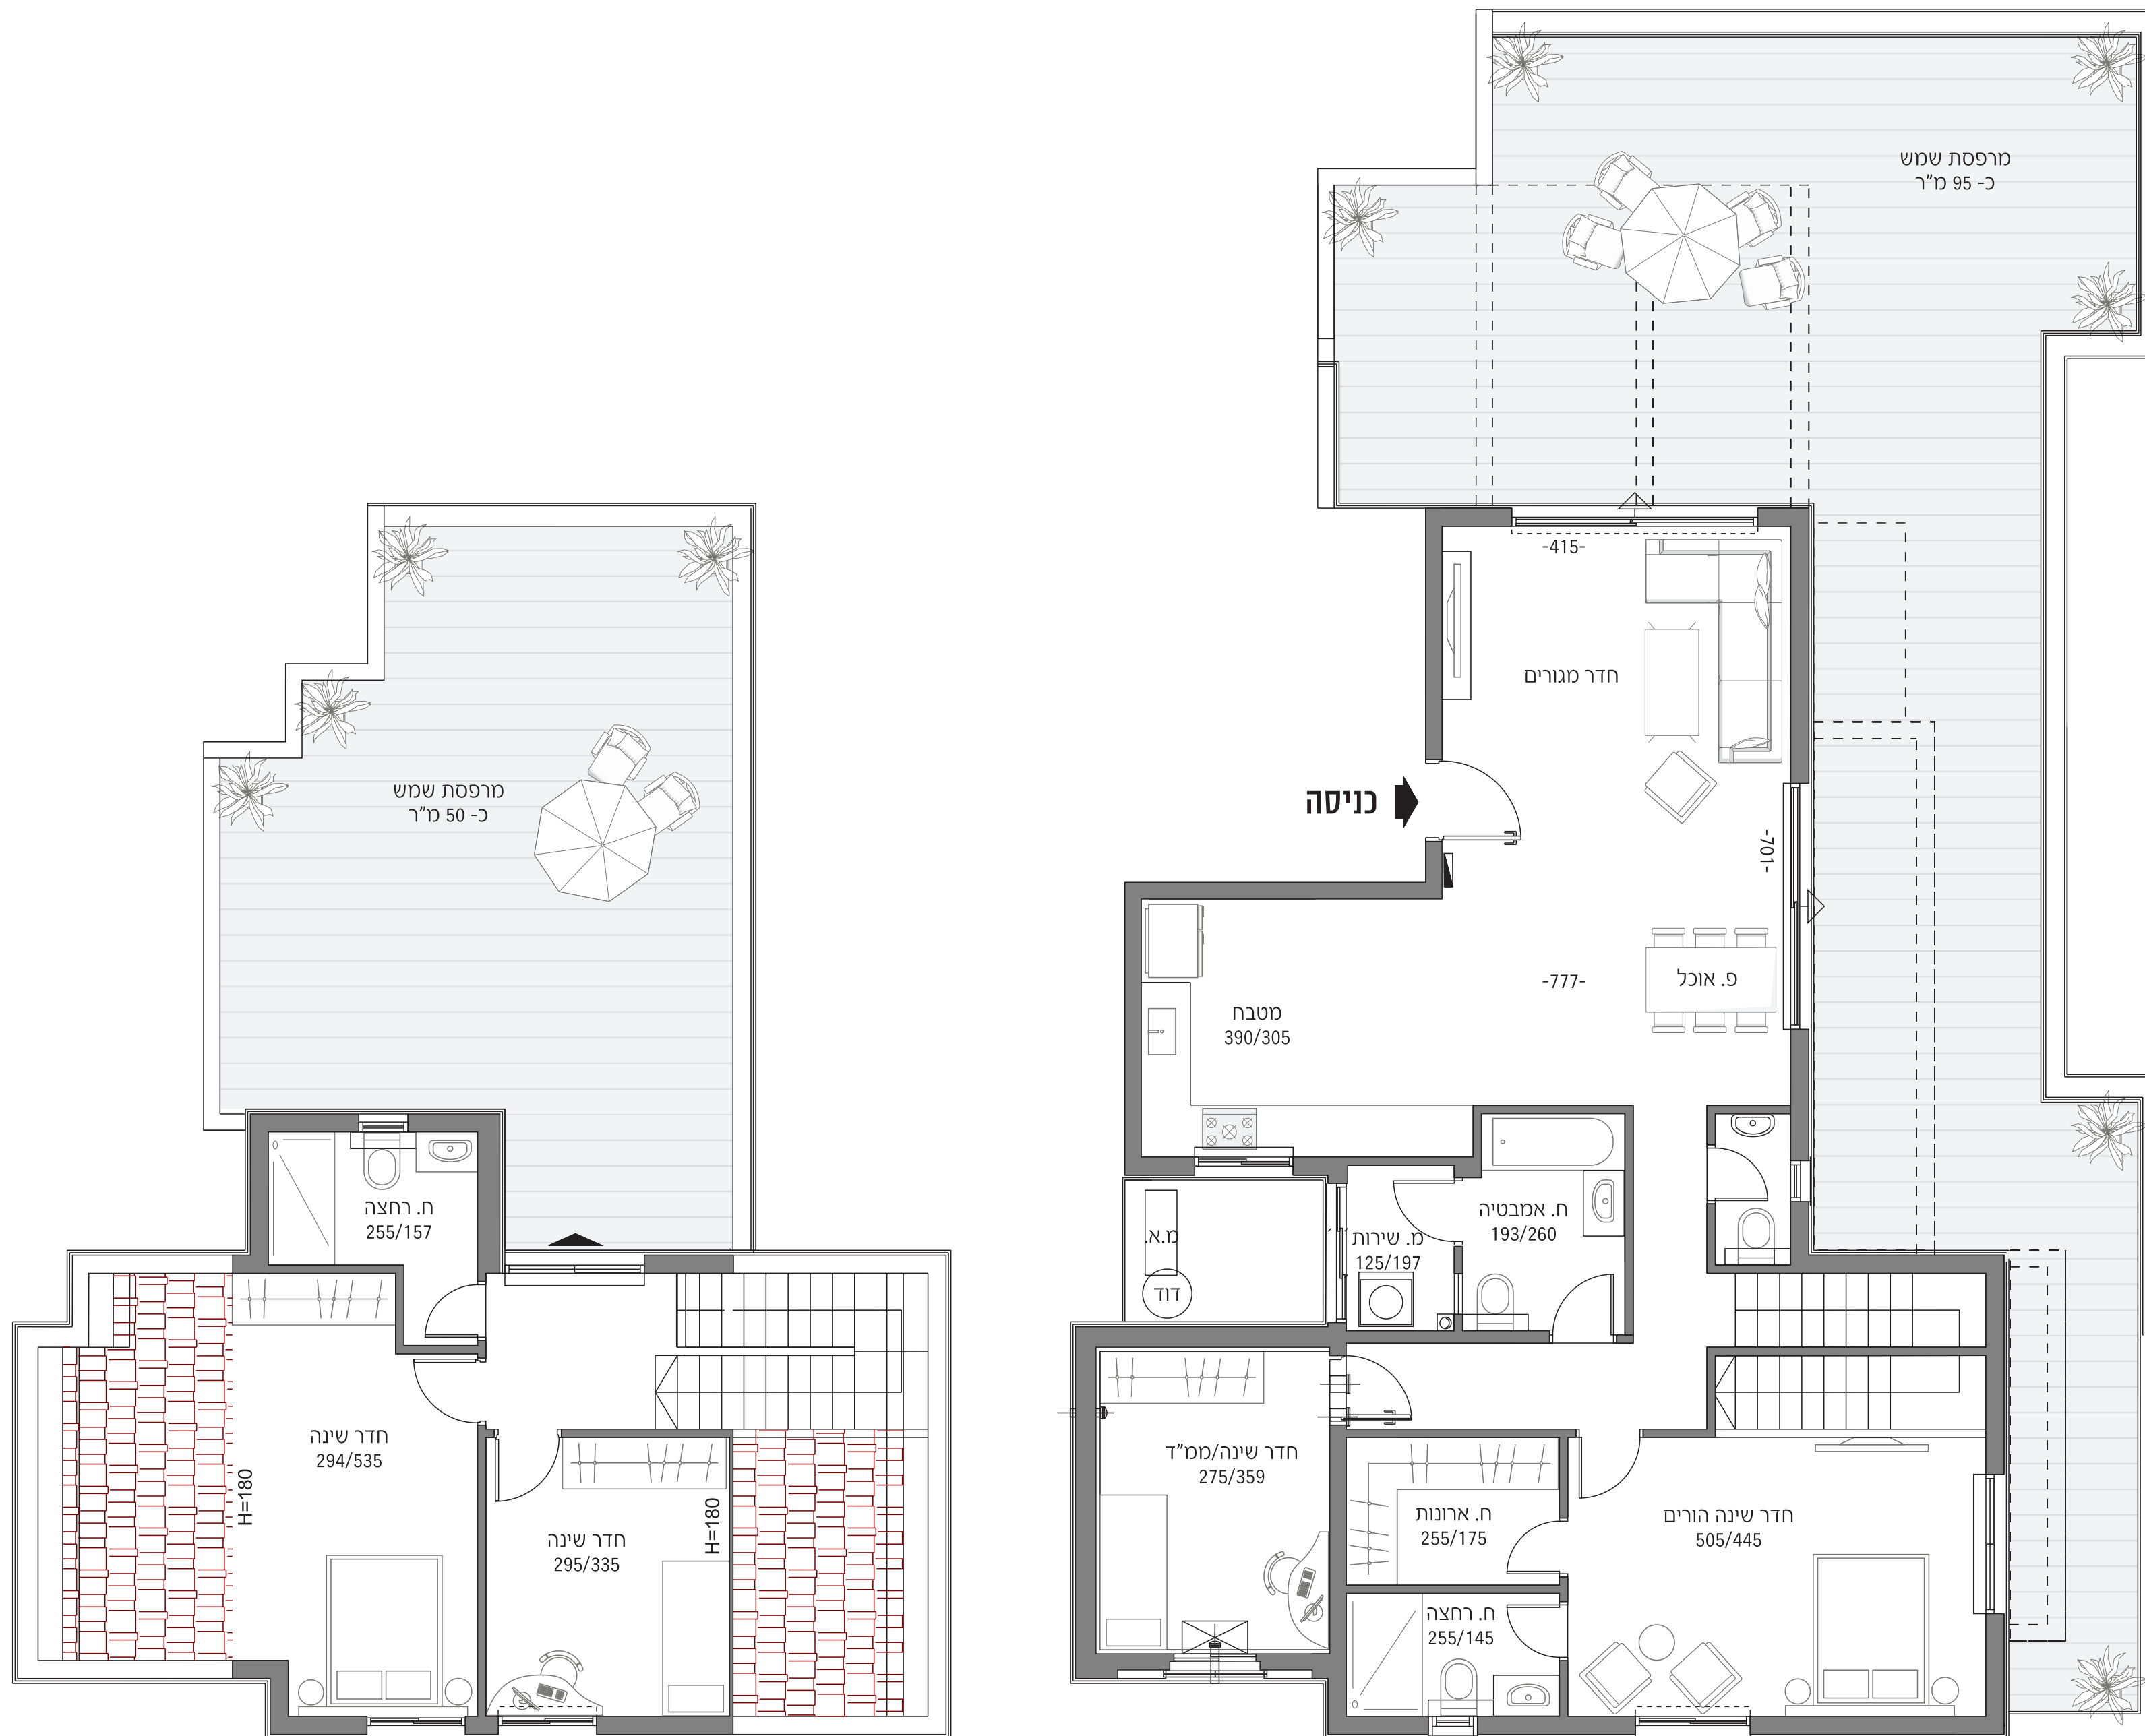 מרפסת שמש
כ- 95 מ"ר
-415-
חדר מגורים
כניסה
-701-
פ. אוכל
-777-
מטבח
390/305
ח. אמבטיה
193/260
מ. שירות
125/197
מ.א.
דוד
חדר שינה/ממ"ד
275/359
ח. ארונות
255/175
חדר שינה הורים
505/445
ח. רחצה
255/145
מרפסת שמש
כ- 50 מ"ר
ח. רחצה
255/157
חדר שינה
294/535
H=180
חדר שינה
295/335
H=180